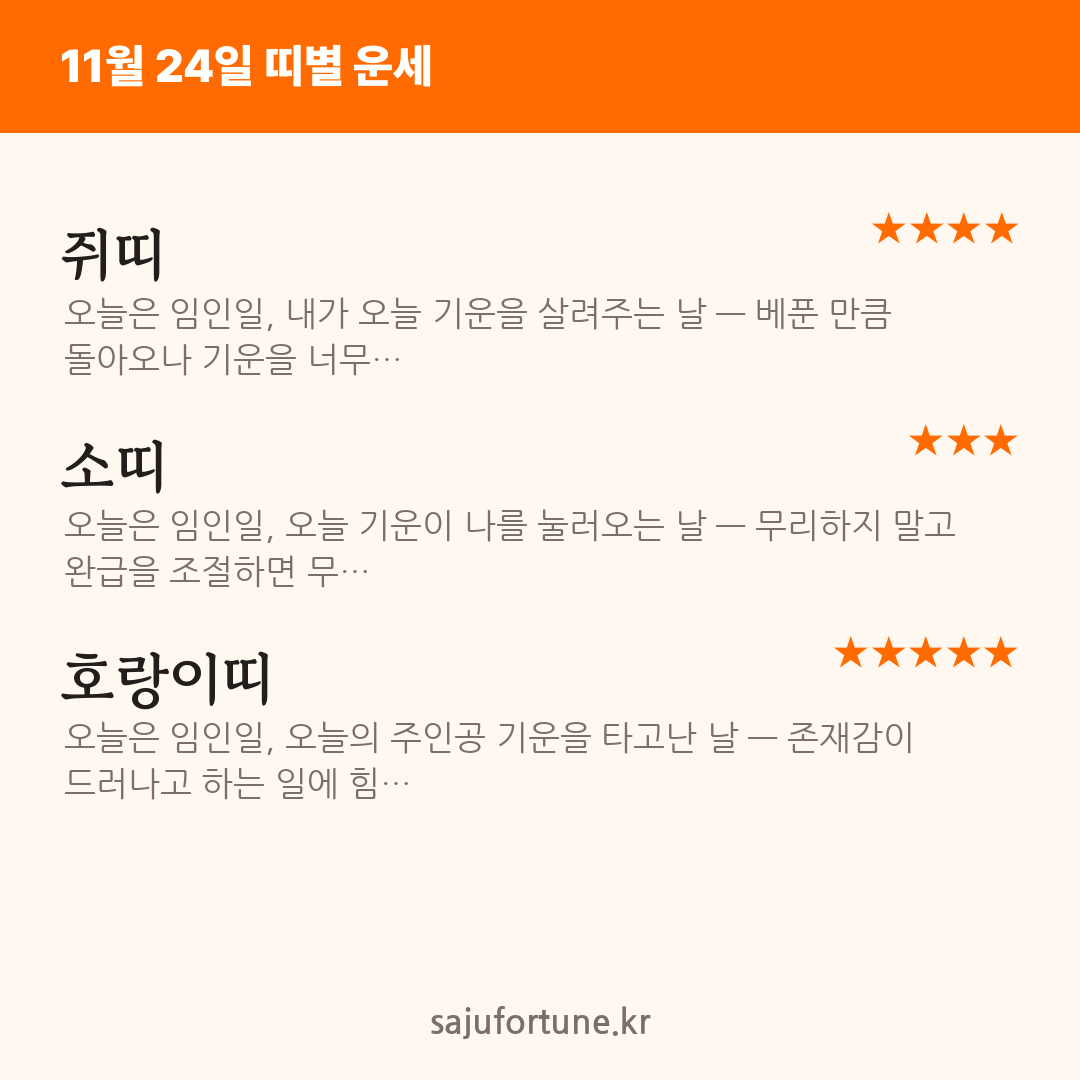 11월 24일 띠별 운세
쥐띠 ★★★★
오늘은 임인일, 내가 오늘 기운을 살려주는 날 — 베푼 만큼
돌아오나 기운을 너무…
소띠 ★★★
오늘은 임인일, 오늘 기운이 나를 눌러오는 날 — 무리하지 말고
완급을 조절하면 무…
호랑이띠 ★★★★★
오늘은 임인일, 오늘의 주인공 기운을 타고난 날 — 존재감이
드러나고 하는 일에 힘…
sajufortune.kr